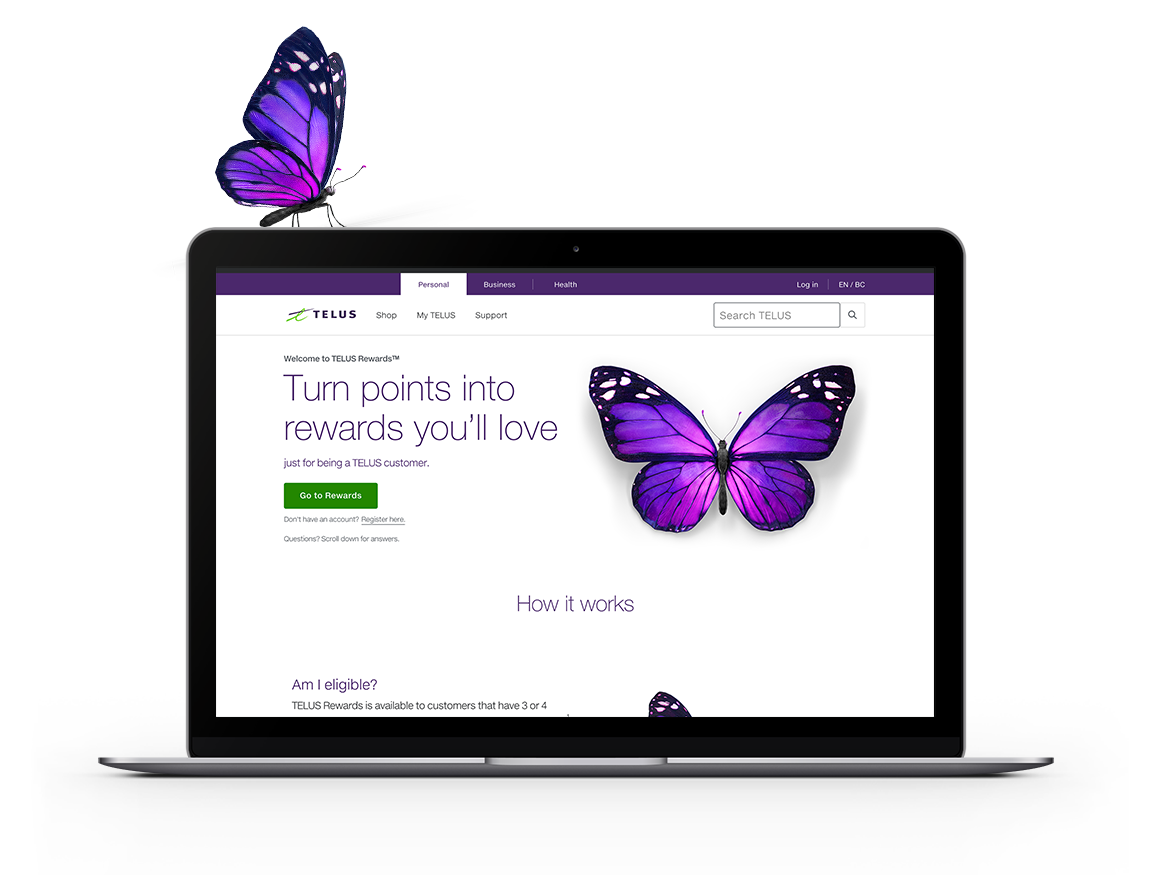 Personal
Business
Health
Log in
EN / BC
TELUS
Shop
My TELUS
Support
Search TELUS
Welcome to TELUS Rewards™
Turn points into
rewards you'll love
just for being a TELUS customer.
Go to Rewards
Don't have an account? Register here.
Questions? Scroll down for answers.
How it works
Am I eligible?
TELUS Rewards is available to customers that have 3 or 4